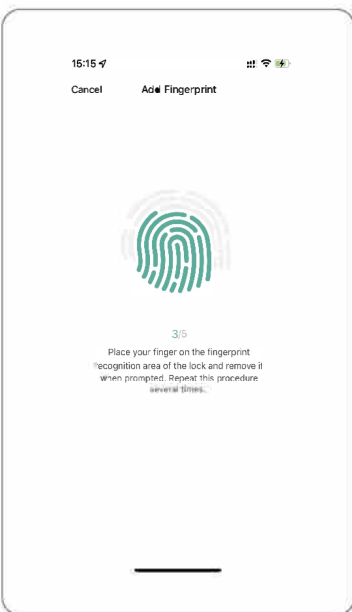 15:15
Cancel Add Fingerprint
3/5
Place your finger on the fingerprint
recognition area of the lock and remove it
when prompted. Repeat this procedure
several times.